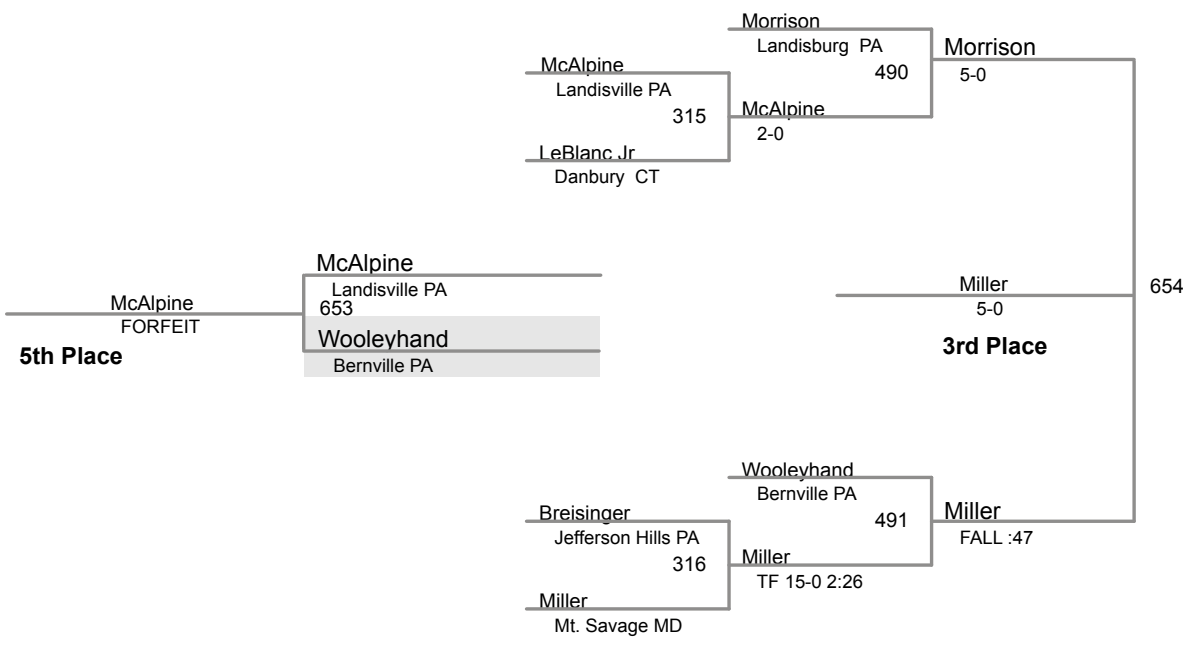 Morrison
Landisburg PA
490
Morrison
5-0
McAlpine
Landisville PA
315
McAlpine
2-0
LeBlanc Jr
Danbury CT
McAlpine
Landisville PA
653
McAlpine
FORFEIT
5th Place
Wooleyhand
Bernville PA
Miller
5-0
3rd Place
654
Wooleyhand
Bernville PA
491
Miller
FALL :47
Breisinger
Jefferson Hills PA
316
Miller
TF 15-0 2:26
Miller
Mt. Savage MD